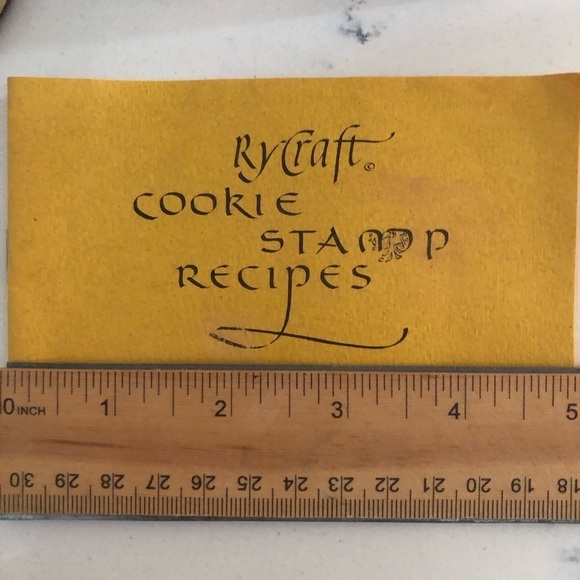 RyCraft ©
COOKIE
STAMP
RECIPES
0 INCH 1 2 3 4 5
30 29 28 27 26 25 24 23 22 21 20 19 18